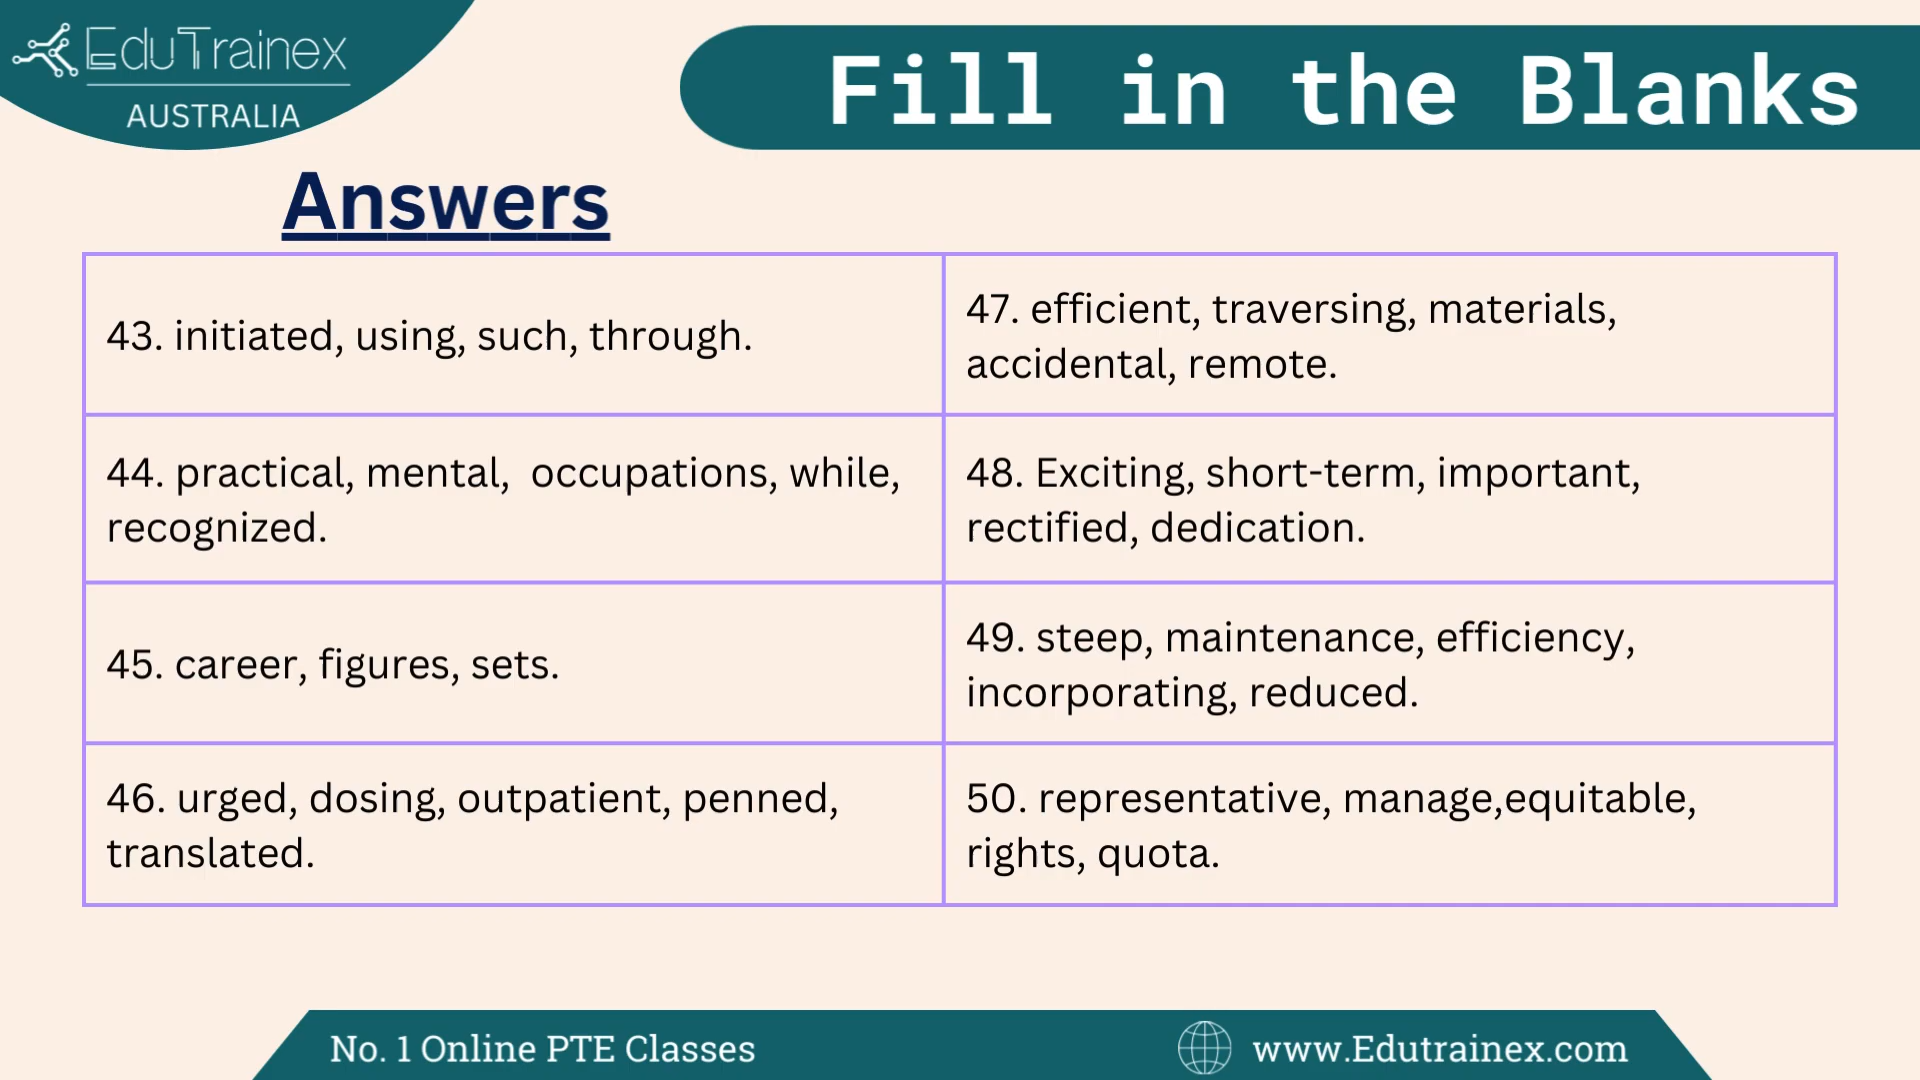 EduTrainex
AUSTRALIA
Fill in the Blanks
Answers
43. initiated, using, such, through.
44. practical, mental,  occupations, while,
recognized.
45. career, figures, sets.
46. urged, dosing, outpatient, penned,
translated.
47. efficient, traversing, materials,
accidental, remote.
48. Exciting, short-term, important,
rectified, dedication.
49. steep, maintenance, efficiency,
incorporating, reduced.
50. representative, manage,equitable,
rights, quota.
No. 1 Online PTE Classes
www.Edutrainex.com